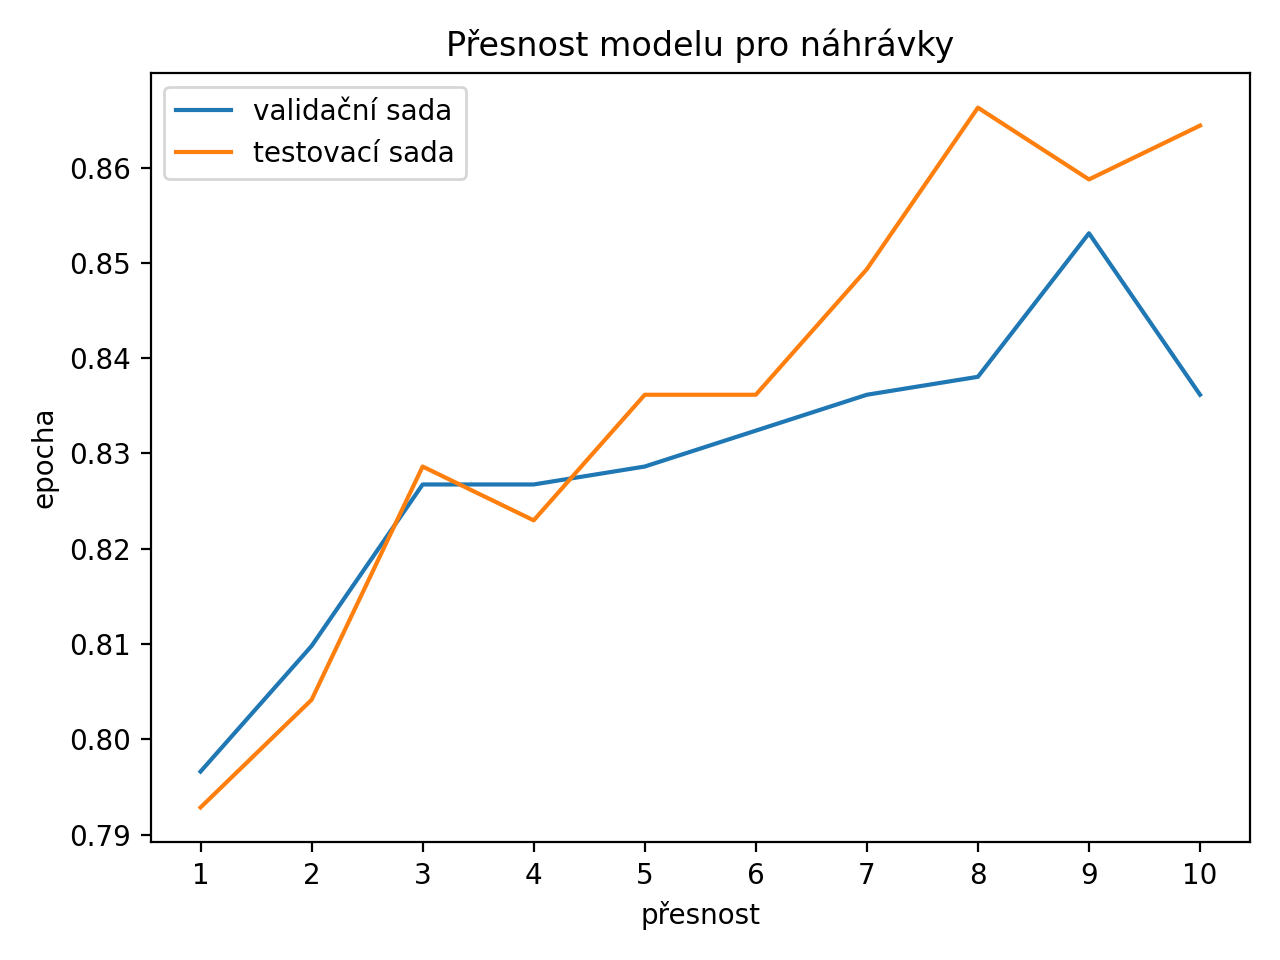 Přesnost modelu pro náhrávky
validační sada
testovací sada
0.86
0.85
0.84
0.83
0.82
0.81
0.80
0.79
epocha
1 2 3 4 5 6 7 8 9 10
přesnost